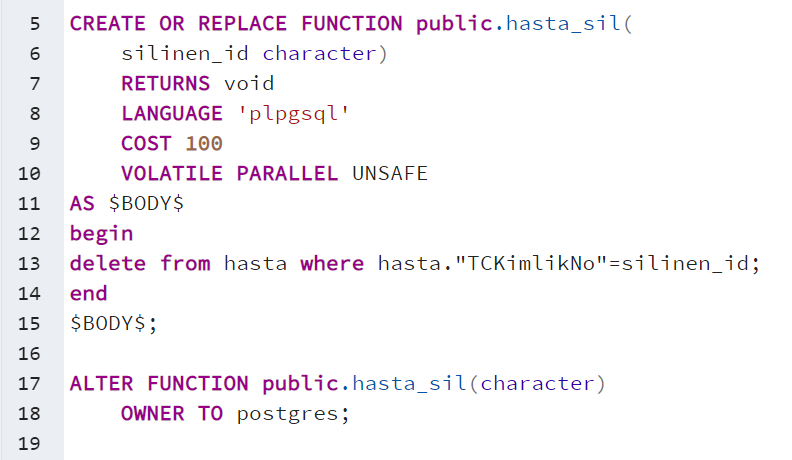 5 CREATE OR REPLACE FUNCTION public.hasta_sil(
6     silinen_id character)
7     RETURNS void
8     LANGUAGE 'plpgsql'
9     COST 100
10     VOLATILE PARALLEL UNSAFE
11 AS $BODY$
12 begin
13 delete from hasta where hasta."TCKimlikNo"=silinen_id;
14 end
15 $BODY$;
16
17 ALTER FUNCTION public.hasta_sil(character)
18     OWNER TO postgres;
19